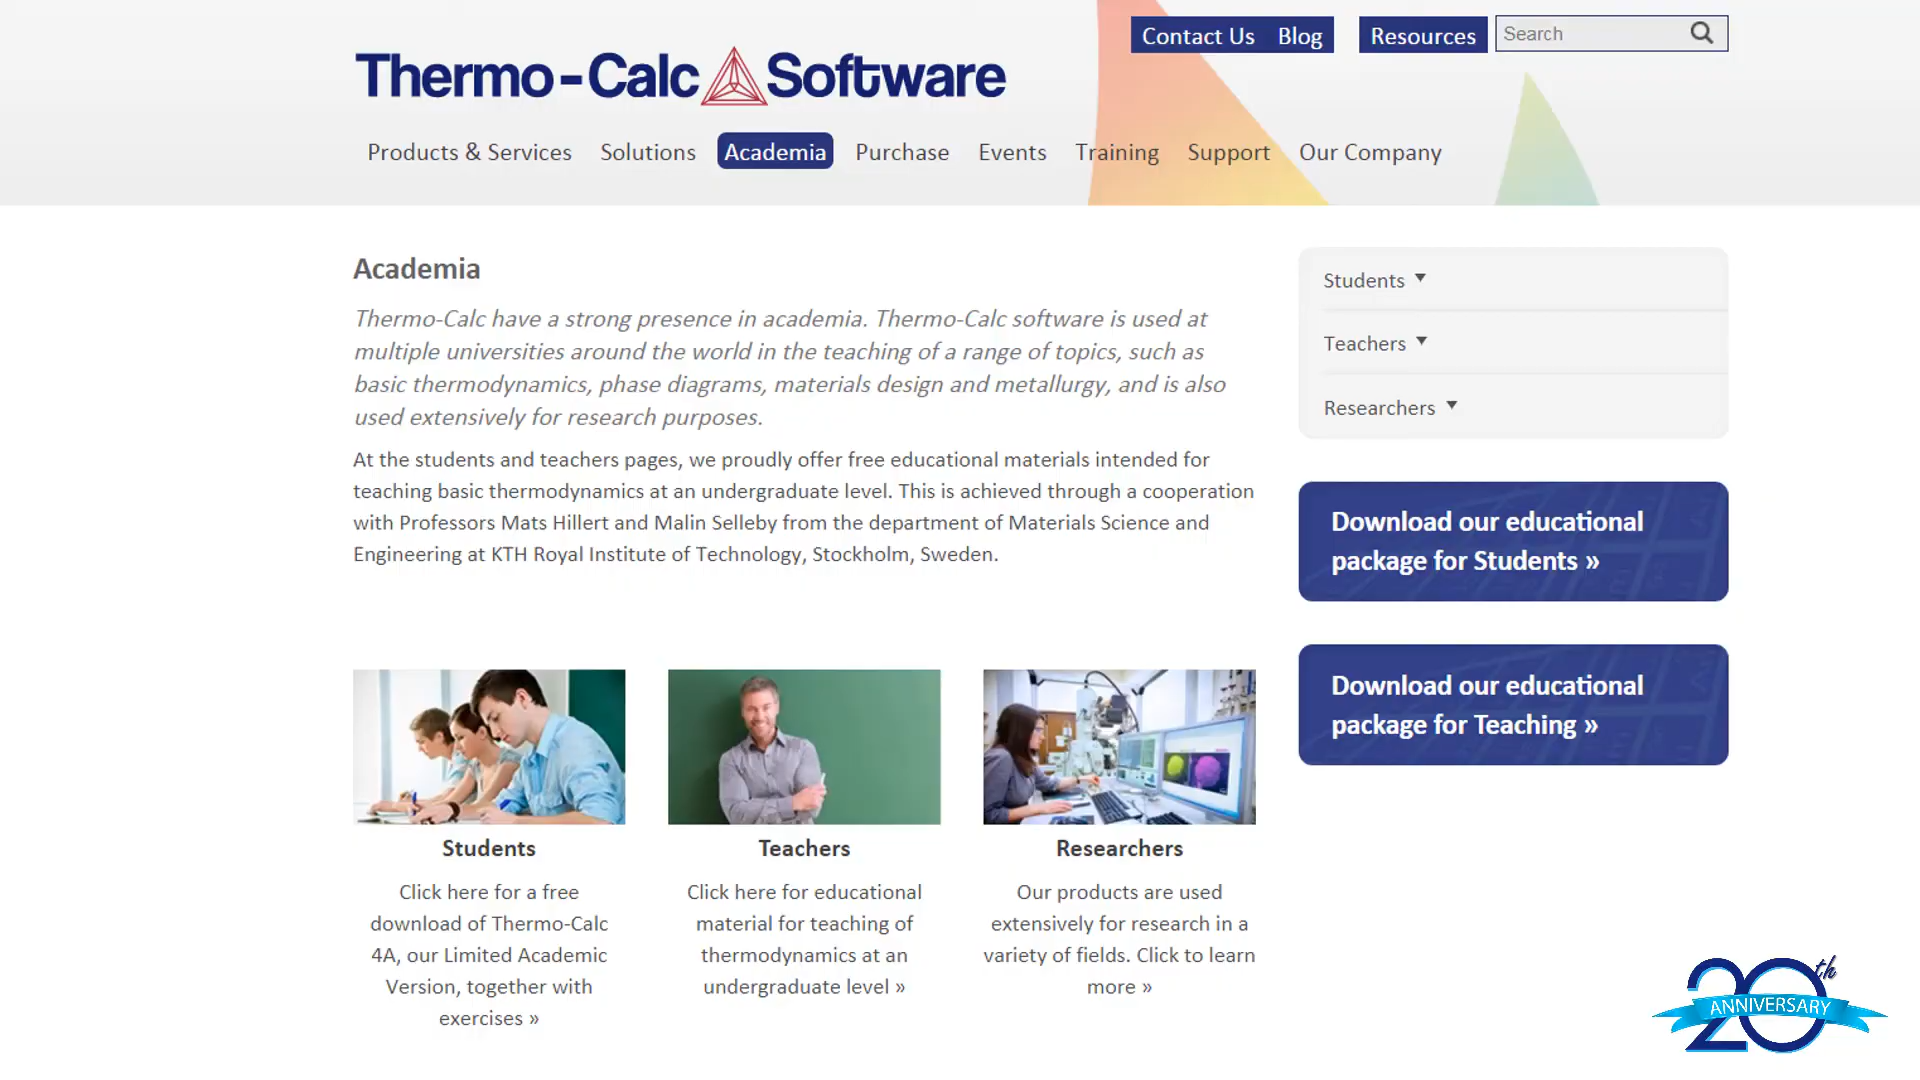 Contact Us Blog Resources Search
Thermo-Calc Software
Products & Services Solutions Academia Purchase Events Training Support Our Company
Academia
Thermo-Calc have a strong presence in academia. Thermo-Calc software is used at
multiple universities around the world in the teaching of a range of topics, such as
basic thermodynamics, phase diagrams, materials design and metallurgy, and is also
used extensively for research purposes.
At the students and teachers pages, we proudly offer free educational materials intended for
teaching basic thermodynamics at an undergraduate level. This is achieved through a cooperation
with Professors Mats Hillert and Malin Selleby from the department of Materials Science and
Engineering at KTH Royal Institute of Technology, Stockholm, Sweden.
Students
Click here for a free
download of Thermo-Calc
4A, our Limited Academic
Version, together with
exercises »
Teachers
Click here for educational
material for teaching of
thermodynamics at an
undergraduate level »
Researchers
Our products are used
extensively for research in a
variety of fields. Click to learn
more »
Students
Teachers
Researchers
Download our educational
package for Students »
Download our educational
package for Teaching »
20th
ANNIVERSARY